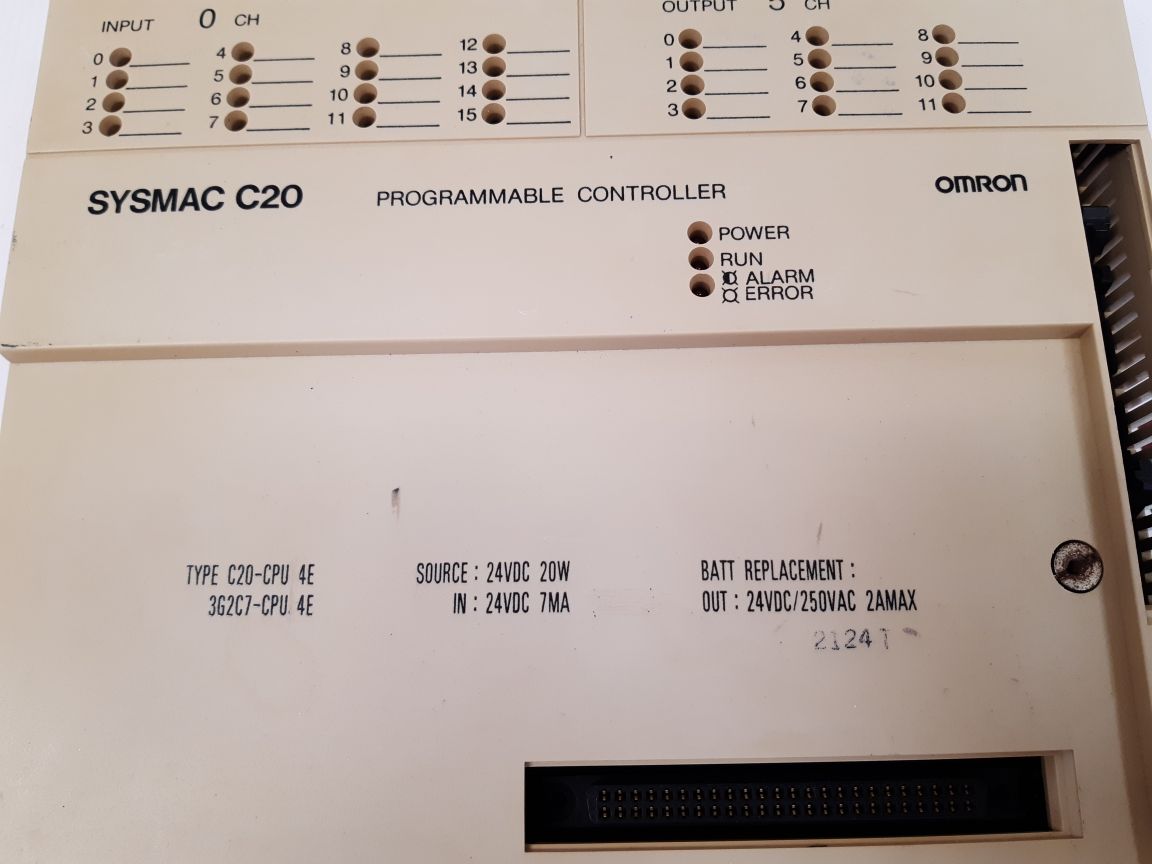 INPUT 0 CH
OUTPUT 5 CH
0 4 8 12
1 5 9 13
2 6 10 14
3 7 11 15
0 4 8
1 5 9
2 6 10
3 7 11
SYSMAC C20 PROGRAMMABLE CONTROLLER OMRON
POWER
RUN
ALARM
ERROR
TYPE C20-CPU 4E
3G2C7-CPU 4E
SOURCE : 24VDC 20W
IN : 24VDC 7MA
BATT REPLACEMENT :
OUT : 24VDC/250VAC 2AMAX